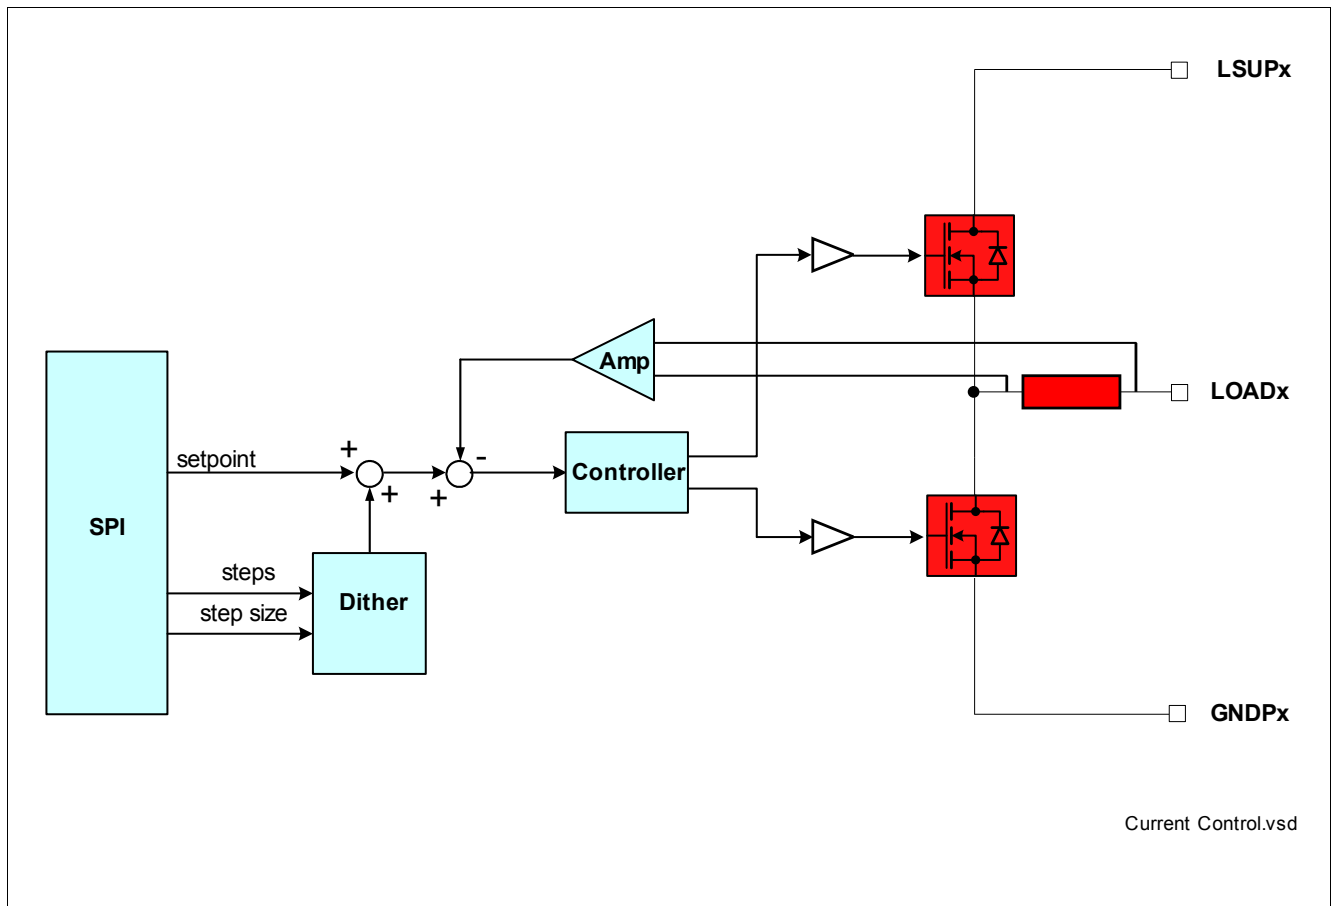 LSUPx
Amp
LOADx
+
-
setpoint
Controller
+
+
SPI
steps
Dither
step size
GNDPx
Current Control.vsd